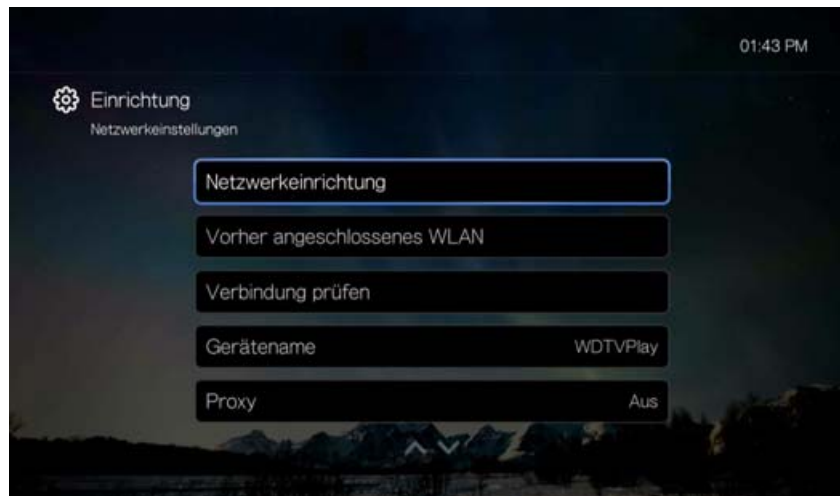 01:43 PM
Einrichtung
Netzwerkeinstellungen
Netzwerkeinrichtung
Vorher angeschlossenes WLAN
Verbindung prüfen
Gerätename WDTVPlay
Proxy Aus